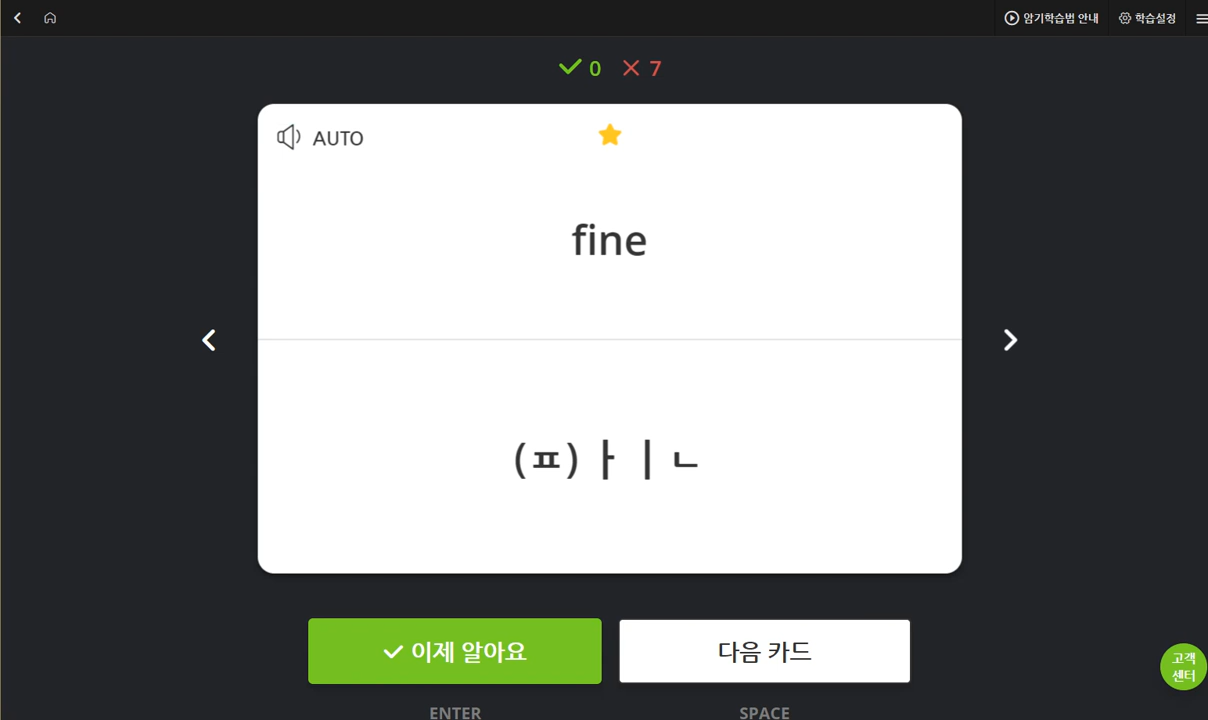 암기학습법 안내 학습설정
0 7
AUTO
fine
(ㅍ)ㅏㅣㄴ
이제 알아요 다음 카드
고객
센터
ENTER SPACE